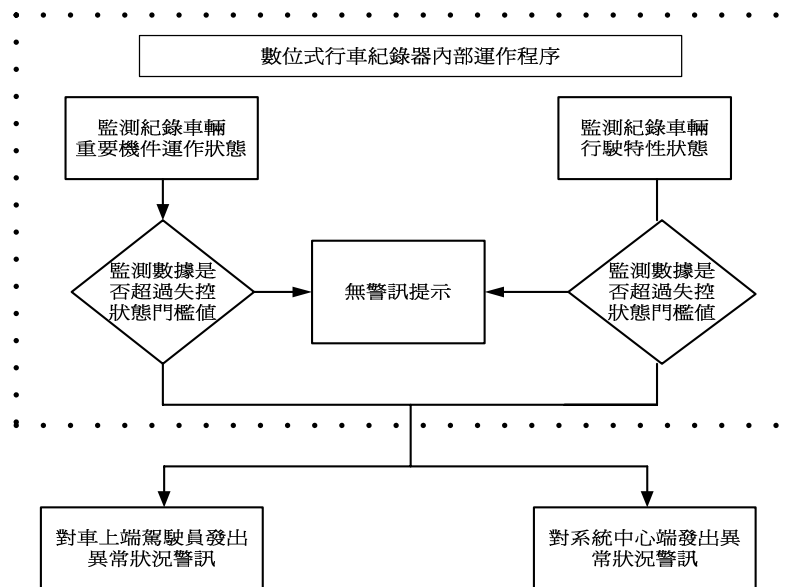 數位式行車紀錄器內部運作程序
監測紀錄車輛
重要機件運作狀態
監測紀錄車輛
行駛特性狀態
監測數據是
否超過失控
狀態門檻值
無警訊提示
監測數據是
否超過失控
狀態門檻值
對車上端駕駛員發出
異常狀況警訊
對系統中心端發出異
常狀況警訊